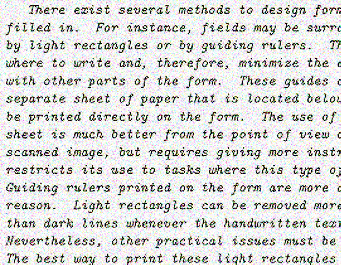 There exist several methods to design
filled in. For instance, fields may be
by light rectangles or by guiding rulers.
where to write and, therefore, minimize the
with other parts of the form. These guides
separate sheet of paper that is located
be printed directly on the form. The use of
sheet is much better from the point of view
scanned image, but requires giving more
restricts its use to tasks where this type
Guiding rulers printed on the form are more
reason. Light rectangles can be removed more
than dark lines whenever the handwritten
Nevertheless, other practical issues must be
The best way to print these light rectangles